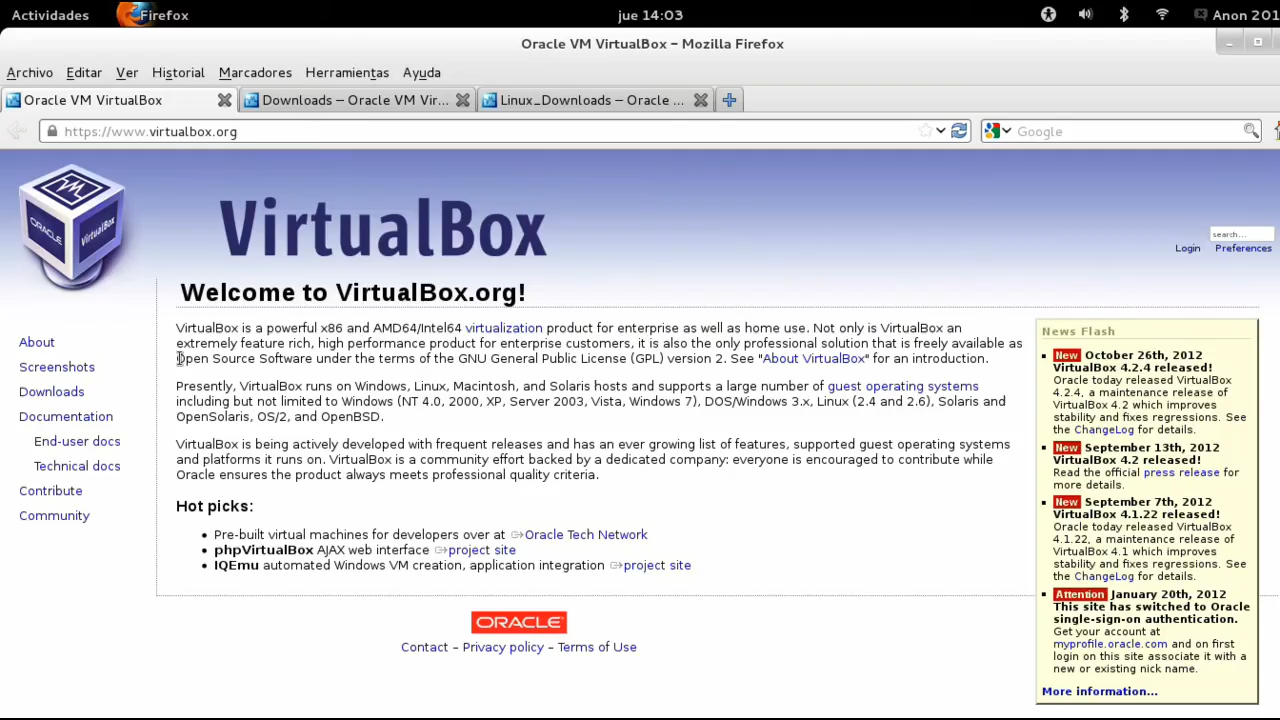 Actividades
Firefox
jue 14:03
Anon 201
Oracle VM VirtualBox – Mozilla Firefox
Archivo Editar Ver Historial Marcadores Herramientas Ayuda
Oracle VM VirtualBox
Downloads – Oracle VM Vir...
Linux_Downloads – Oracle ...
https://www.virtualbox.org
Google
ORACLE
VirtualBox
VirtualBox
search...
Login Preferences
Welcome to VirtualBox.org!
About
Screenshots
Downloads
Documentation
End-user docs
Technical docs
Contribute
Community
VirtualBox is a powerful x86 and AMD64/Intel64 virtualization product for enterprise as well as home use. Not only is VirtualBox an
extremely feature rich, high performance product for enterprise customers, it is also the only professional solution that is freely available as
Open Source Software under the terms of the GNU General Public License (GPL) version 2. See "About VirtualBox" for an introduction.
Presently, VirtualBox runs on Windows, Linux, Macintosh, and Solaris hosts and supports a large number of guest operating systems
including but not limited to Windows (NT 4.0, 2000, XP, Server 2003, Vista, Windows 7), DOS/Windows 3.x, Linux (2.4 and 2.6), Solaris and
OpenSolaris, OS/2, and OpenBSD.
VirtualBox is being actively developed with frequent releases and has an ever growing list of features, supported guest operating systems
and platforms it runs on. VirtualBox is a community effort backed by a dedicated company: everyone is encouraged to contribute while
Oracle ensures the product always meets professional quality criteria.
Hot picks:
Pre-built virtual machines for developers over at Oracle Tech Network
phpVirtualBox AJAX web interface project site
IQEmu automated Windows VM creation, application integration project site
News Flash
New October 26th, 2012
VirtualBox 4.2.4 released!
Oracle today released VirtualBox
4.2.4, a maintenance release of
VirtualBox 4.2 which improves
stability and fixes regressions. See
the ChangeLog for details.
New September 13th, 2012
VirtualBox 4.2 released!
Read the official press release for
more details.
New September 7th, 2012
VirtualBox 4.1.22 released!
Oracle today released VirtualBox
4.1.22, a maintenance release of
VirtualBox 4.1 which improves
stability and fixes regressions. See
the ChangeLog for details.
Attention January 20th, 2012
This site has switched to Oracle
single-sign-on authentication.
Get your account at
myprofile.oracle.com and on first
login on this site associate it with a
new or existing nick name.
More information...
ORACLE
Contact – Privacy policy – Terms of Use